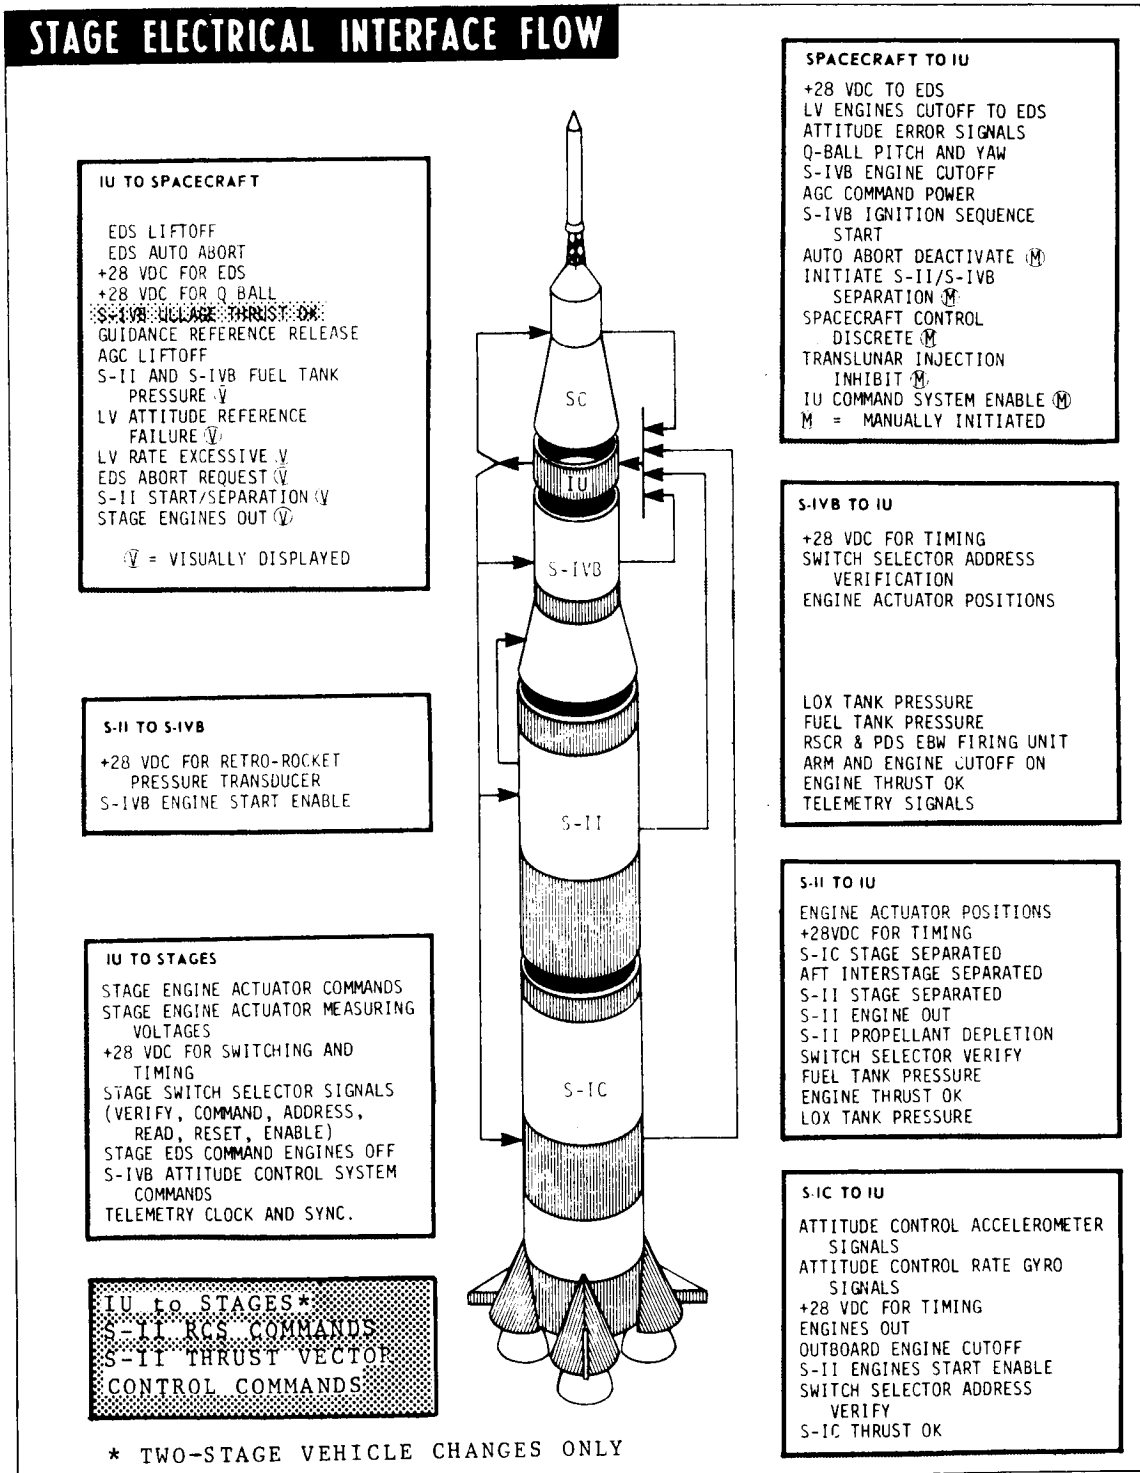 STAGE ELECTRICAL INTERFACE FLOW
IU TO SPACECRAFT
EDS LIFTOFF
EDS AUTO ABORT
+28 VDC FOR EDS
+28 VDC FOR Q BALL
S-IVB ULLAGE THRUST OK
GUIDANCE REFERENCE RELEASE
AGC LIFTOFF
S-II AND S-IVB FUEL TANK
PRESSURE Ⓥ
LV ATTITUDE REFERENCE
FAILURE Ⓥ
LV RATE EXCESSIVE Ⓥ
EDS ABORT REQUEST Ⓥ
S-II START/SEPARATION Ⓥ
STAGE ENGINES OUT Ⓥ
Ⓥ = VISUALLY DISPLAYED
S-II TO S-IVB
+28 VDC FOR RETRO-ROCKET
PRESSURE TRANSDUCER
S-IVB ENGINE START ENABLE
IU TO STAGES
STAGE ENGINE ACTUATOR COMMANDS
STAGE ENGINE ACTUATOR MEASURING
VOLTAGES
+28 VDC FOR SWITCHING AND
TIMING
STAGE SWITCH SELECTOR SIGNALS
(VERIFY, COMMAND, ADDRESS,
READ, RESET, ENABLE)
STAGE EDS COMMAND ENGINES OFF
S-IVB ATTITUDE CONTROL SYSTEM
COMMANDS
TELEMETRY CLOCK AND SYNC.
IU to STAGES*
S-II RCS COMMANDS
S-II THRUST VECTOR
CONTROL COMMANDS
* TWO-STAGE VEHICLE CHANGES ONLY
SC
IU
S-IVB
S-II
S-IC
SPACECRAFT TO IU
+28 VDC TO EDS
LV ENGINES CUTOFF TO EDS
ATTITUDE ERROR SIGNALS
Q-BALL PITCH AND YAW
S-IVB ENGINE CUTOFF
AGC COMMAND POWER
S-IVB IGNITION SEQUENCE
START
AUTO ABORT DEACTIVATE Ⓜ
INITIATE S-II/S-IVB
SEPARATION Ⓜ
SPACECRAFT CONTROL
DISCRETE Ⓜ
TRANSLUNAR INJECTION
INHIBIT Ⓜ
IU COMMAND SYSTEM ENABLE Ⓜ
Ⓜ = MANUALLY INITIATED
S-IVB TO IU
+28 VDC FOR TIMING
SWITCH SELECTOR ADDRESS
VERIFICATION
ENGINE ACTUATOR POSITIONS
LOX TANK PRESSURE
FUEL TANK PRESSURE
RSCR & PDS EBW FIRING UNIT
ARM AND ENGINE CUTOFF ON
ENGINE THRUST OK
TELEMETRY SIGNALS
S-II TO IU
ENGINE ACTUATOR POSITIONS
+28VDC FOR TIMING
S-IC STAGE SEPARATED
AFT INTERSTAGE SEPARATED
S-II STAGE SEPARATED
S-II ENGINE OUT
S-II PROPELLANT DEPLETION
SWITCH SELECTOR VERIFY
FUEL TANK PRESSURE
ENGINE THRUST OK
LOX TANK PRESSURE
S-IC TO IU
ATTITUDE CONTROL ACCELEROMETER
SIGNALS
ATTITUDE CONTROL RATE GYRO
SIGNALS
+28 VDC FOR TIMING
ENGINES OUT
OUTBOARD ENGINE CUTOFF
S-II ENGINES START ENABLE
SWITCH SELECTOR ADDRESS
VERIFY
S-IC THRUST OK